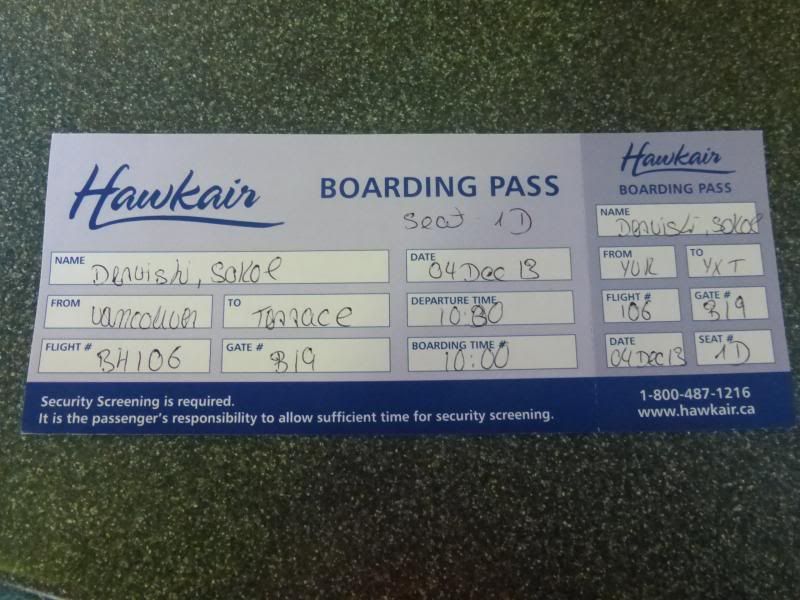 Hawkair
BOARDING PASS
Seat 1D
NAME Dervishi, Sokol
DATE 04 Dec 13
FROM Vancouver
TO Terrace
DEPARTURE TIME 10:30
FLIGHT # BH106
GATE # B19
BOARDING TIME # 10:00
Security Screening is required.
It is the passenger's responsibility to allow sufficient time for security screening.
Hawkair
BOARDING PASS
NAME Dervishi, Sokol
FROM YVR
TO YXT
FLIGHT # 106
GATE # B19
DATE 04 Dec 13
SEAT # 1D
1-800-487-1216
www.hawkair.ca